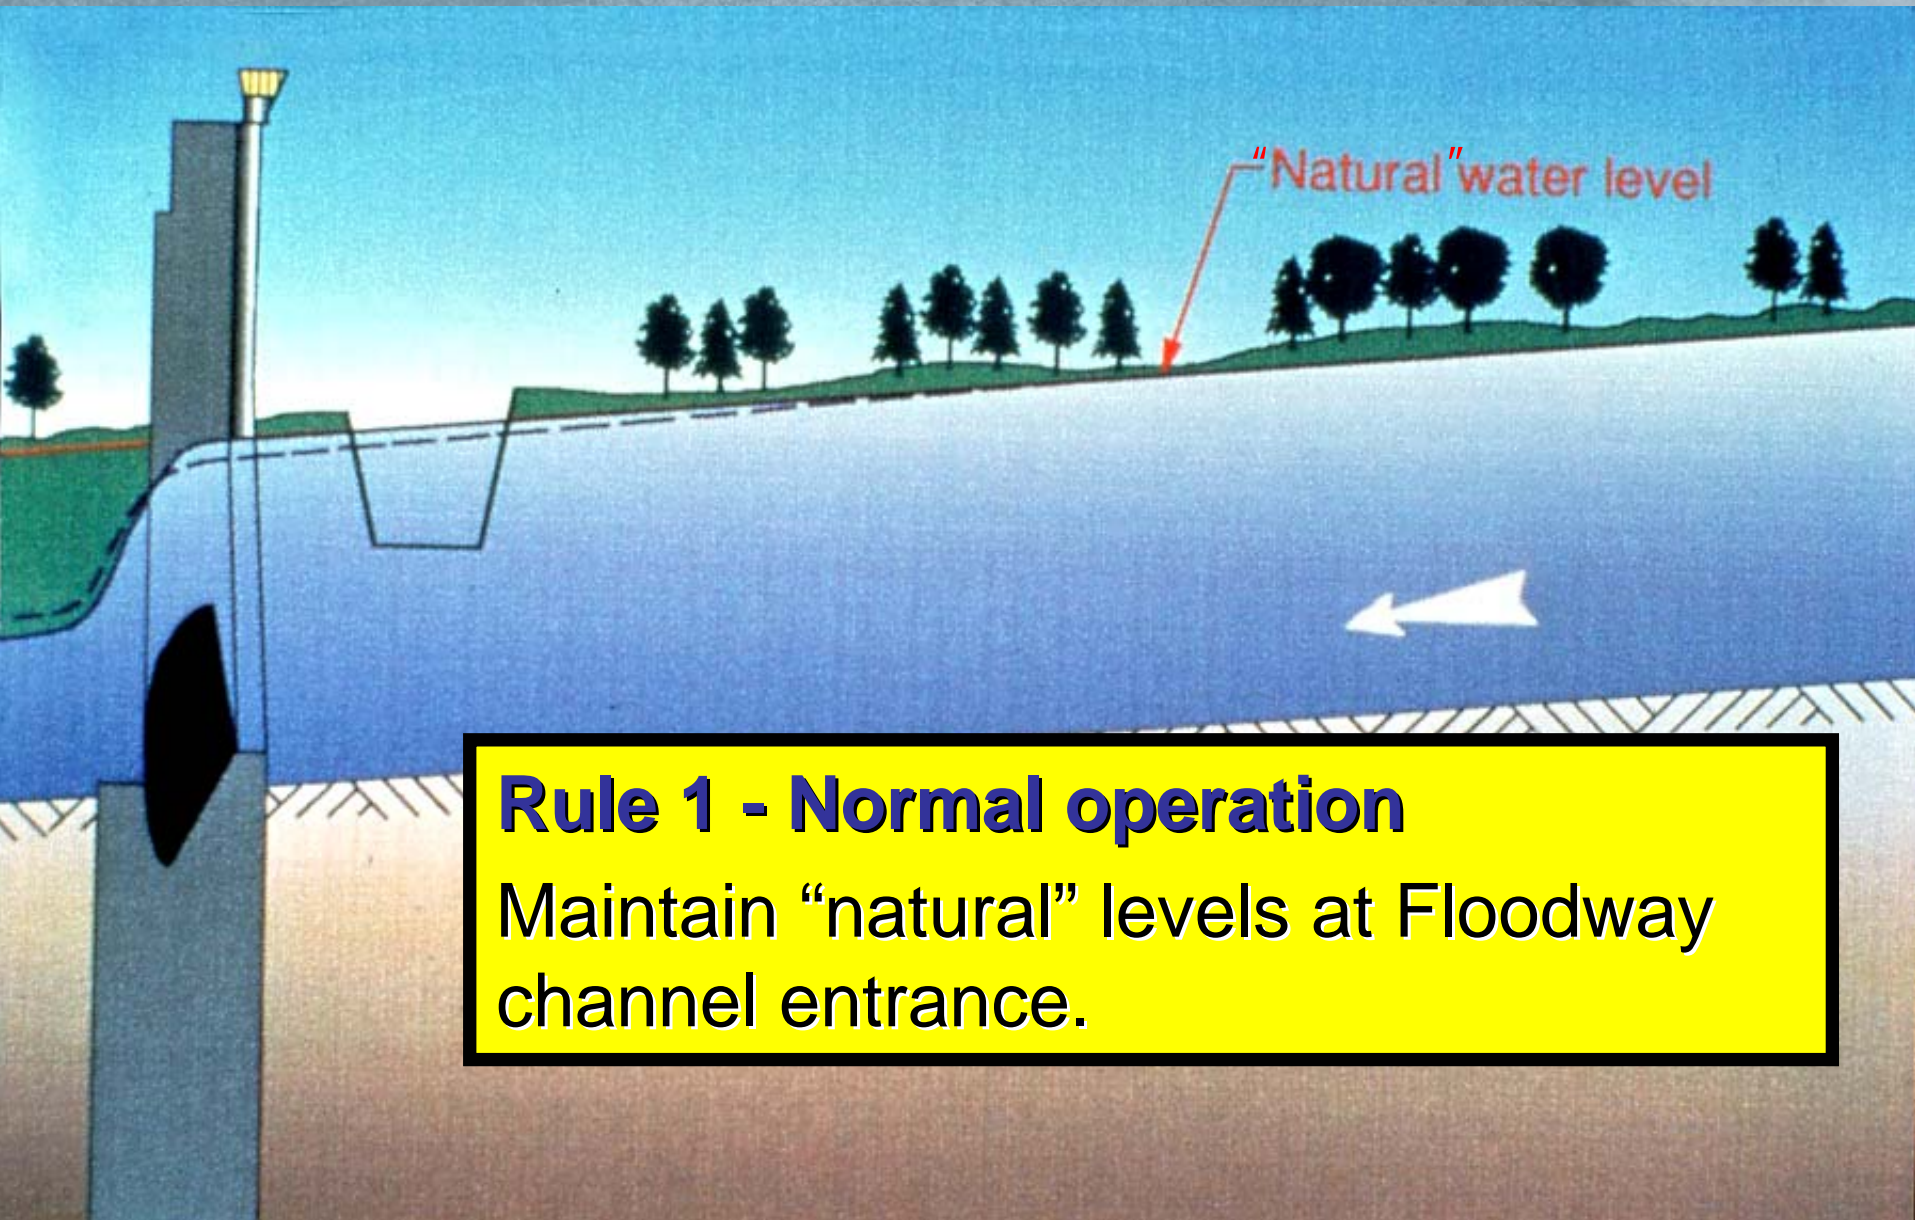 “Natural”water level
Rule 1 - Normal operation
Maintain “natural” levels at Floodway
channel entrance.